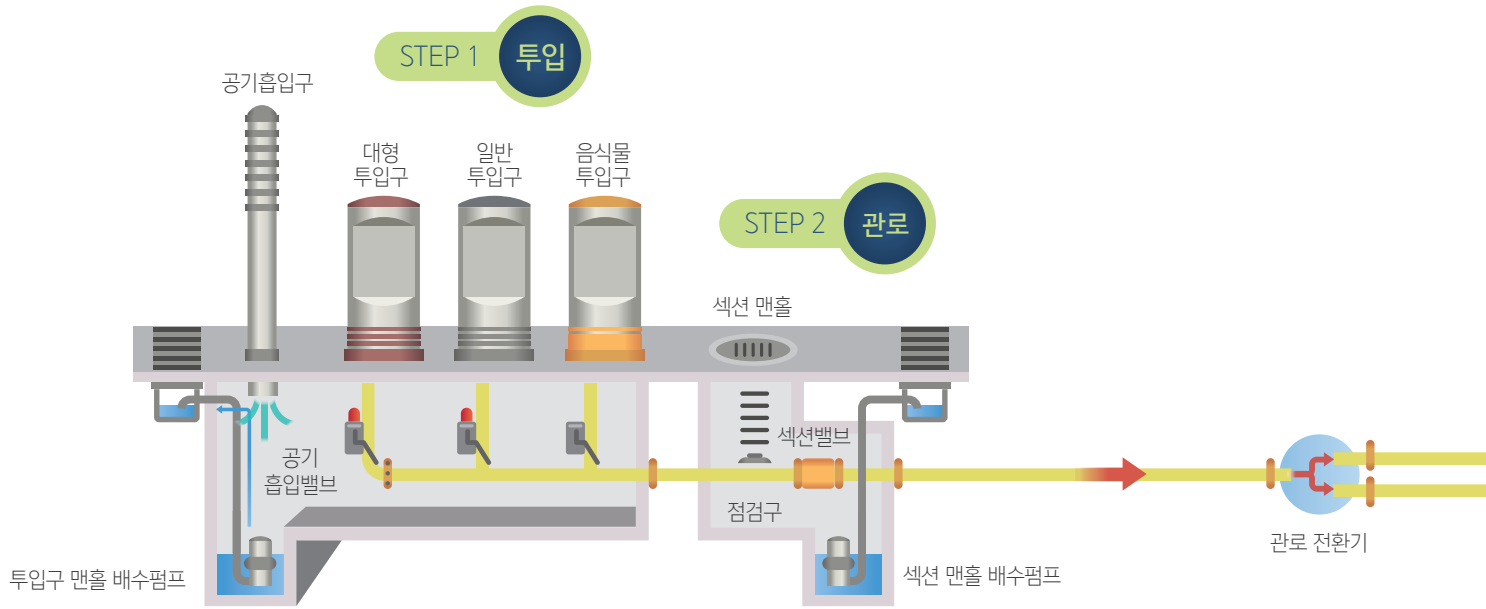 STEP 1 투입
공기흡입구
대형
투입구
일반
투입구
음식물
투입구
STEP 2 관로
섹션 맨홀
섹션밸브
공기
흡입밸브
점검구
관로 전환기
투입구 맨홀 배수펌프
섹션 맨홀 배수펌프